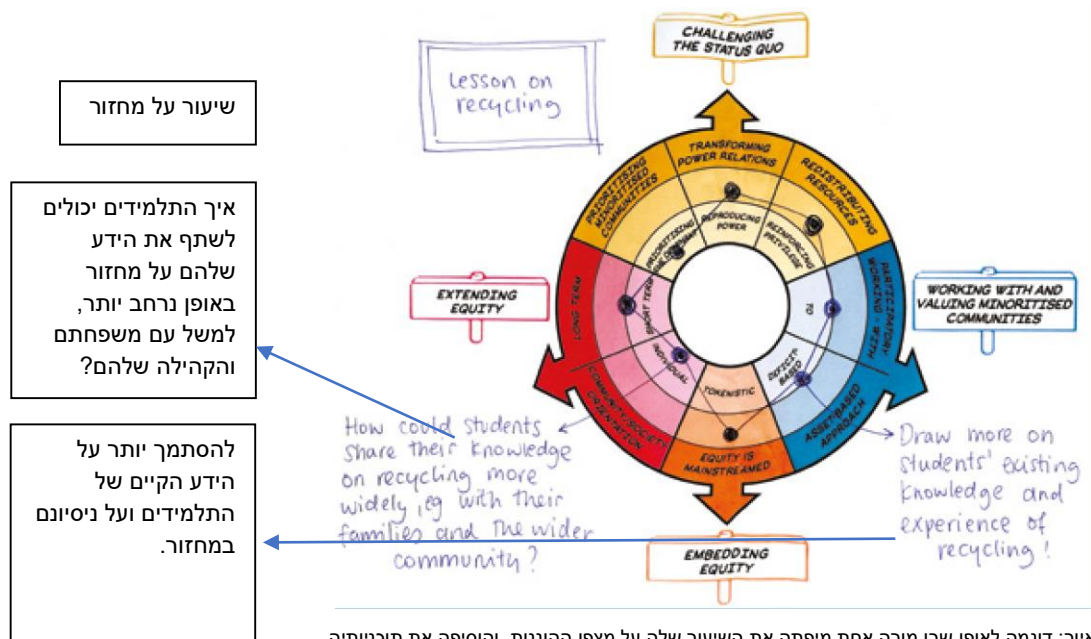 שיעור על מחזור
איך התלמידים יכולים
לשתף את הידע
שלהם על מחזור
באופן נרחב יותר,
למשל עם משפחתם
והקהילה שלהם?
להסתמך יותר על
הידע הקיים של
התלמידים ועל ניסיונם
במחזור.
Lesson on
recycling
CHALLENGING
THE STATUS QUO
PRIORITISING
MINORITISED
COMMUNITIES
TRANSFORMING
POWER RELATIONS
REDISTRIBUTING
RESOURCES
PRIORITISING
THE DOMINANT
REPRODUCING
POWER
REINFORCING
PRIVILEGE
EXTENDING
EQUITY
LONG TERM
SHORT TERM
TO
PARTICIPATORY
WORKING - WITH
WORKING WITH AND
VALUING MINORITISED
COMMUNITIES
COMMUNITY/SOCIETY
ORIENTATION
INDIVIDUAL
TOKENISTIC
DEFICIT
BASED
ASSET-BASED
APPROACH
EQUITY IS
MAINSTREAMED
EMBEDDING
EQUITY
How could students
share their knowledge
on recycling more
widely, eg with their
families and the wider
community?
Draw more on
students' existing
knowledge and
experience of
recycling!